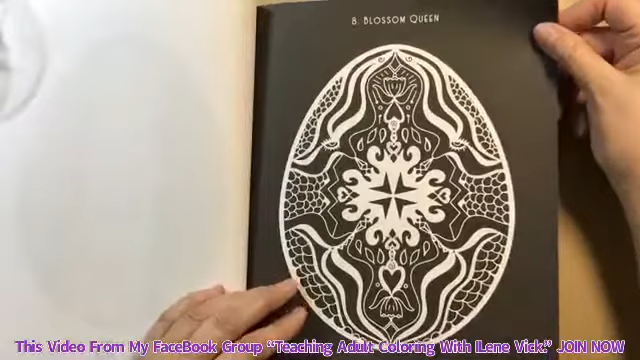 8. Blossom Queen
This Video From My FaceBook Group "Teaching Adult Coloring With ILene Vick." JOIN NOW